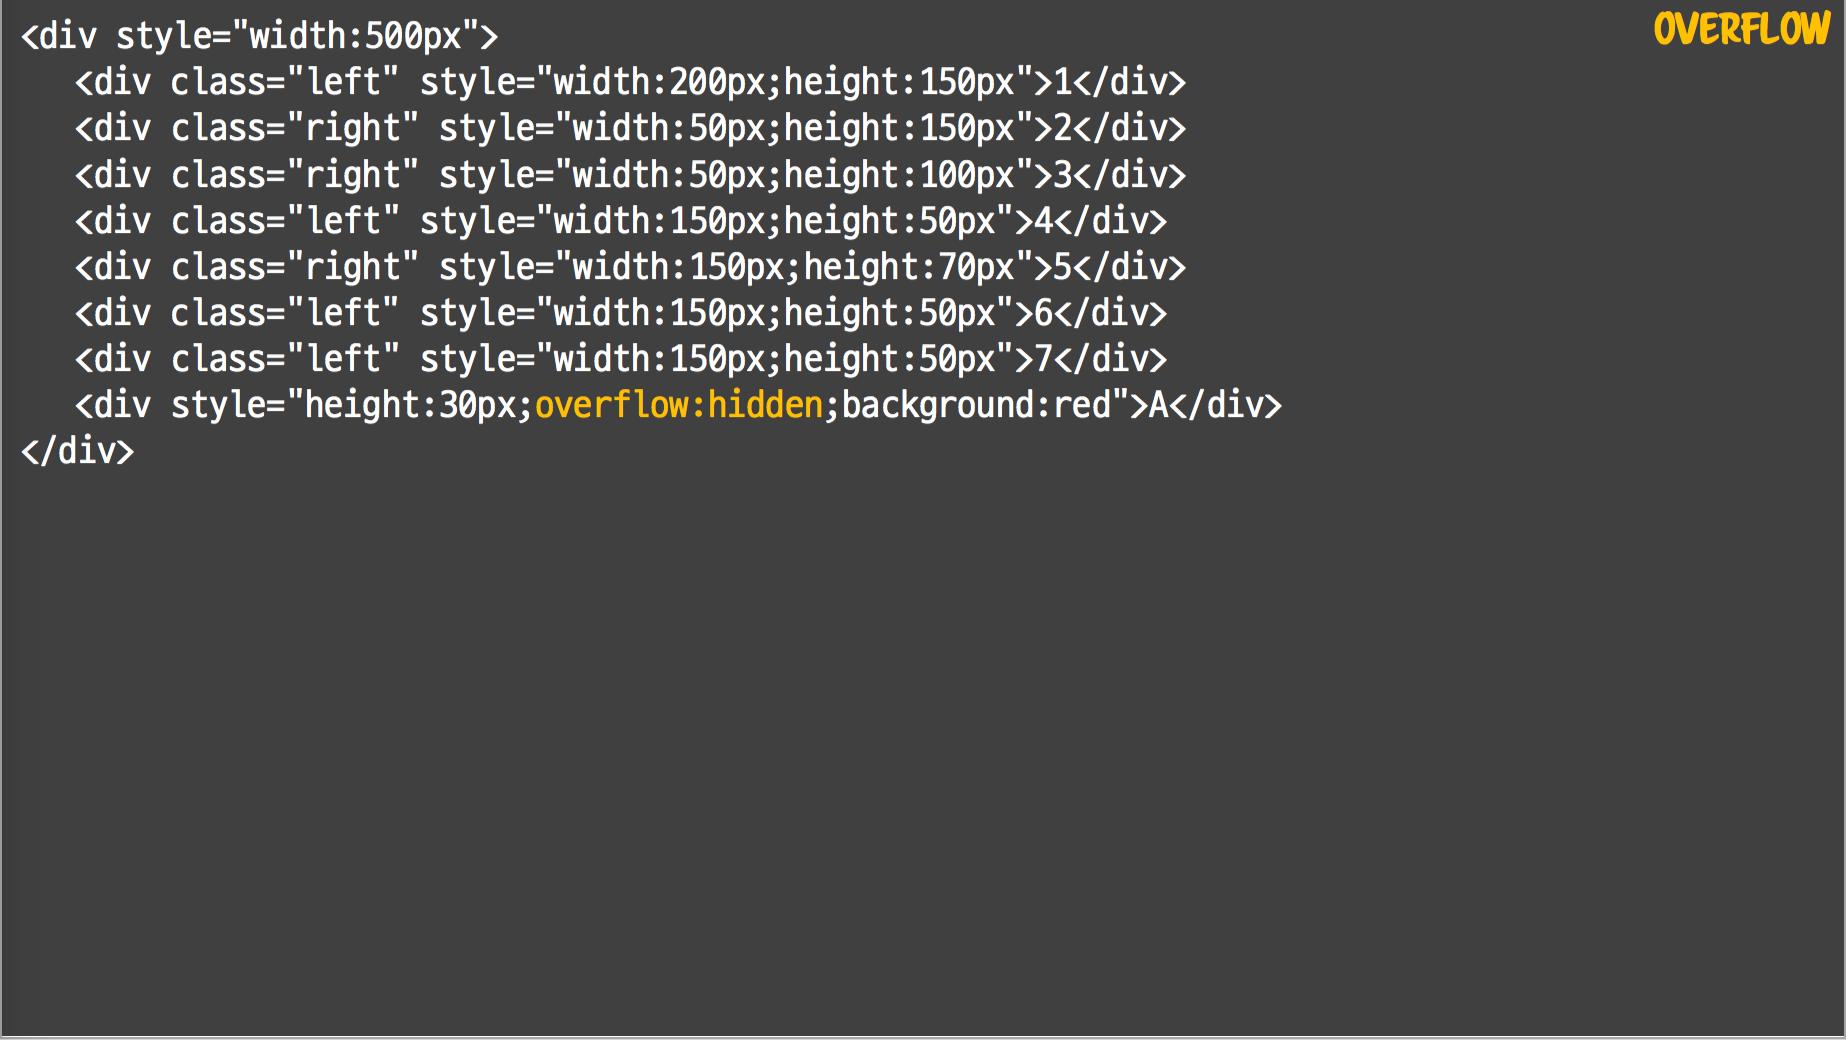 OVERFLOW
<div style="width:500px">
<div class="left" style="width:200px;height:150px">1</div>
<div class="right" style="width:50px;height:150px">2</div>
<div class="right" style="width:50px;height:100px">3</div>
<div class="left" style="width:150px;height:50px">4</div>
<div class="right" style="width:150px;height:70px">5</div>
<div class="left" style="width:150px;height:50px">6</div>
<div class="left" style="width:150px;height:50px">7</div>
<div style="height:30px;overflow:hidden;background:red">A</div>
</div>